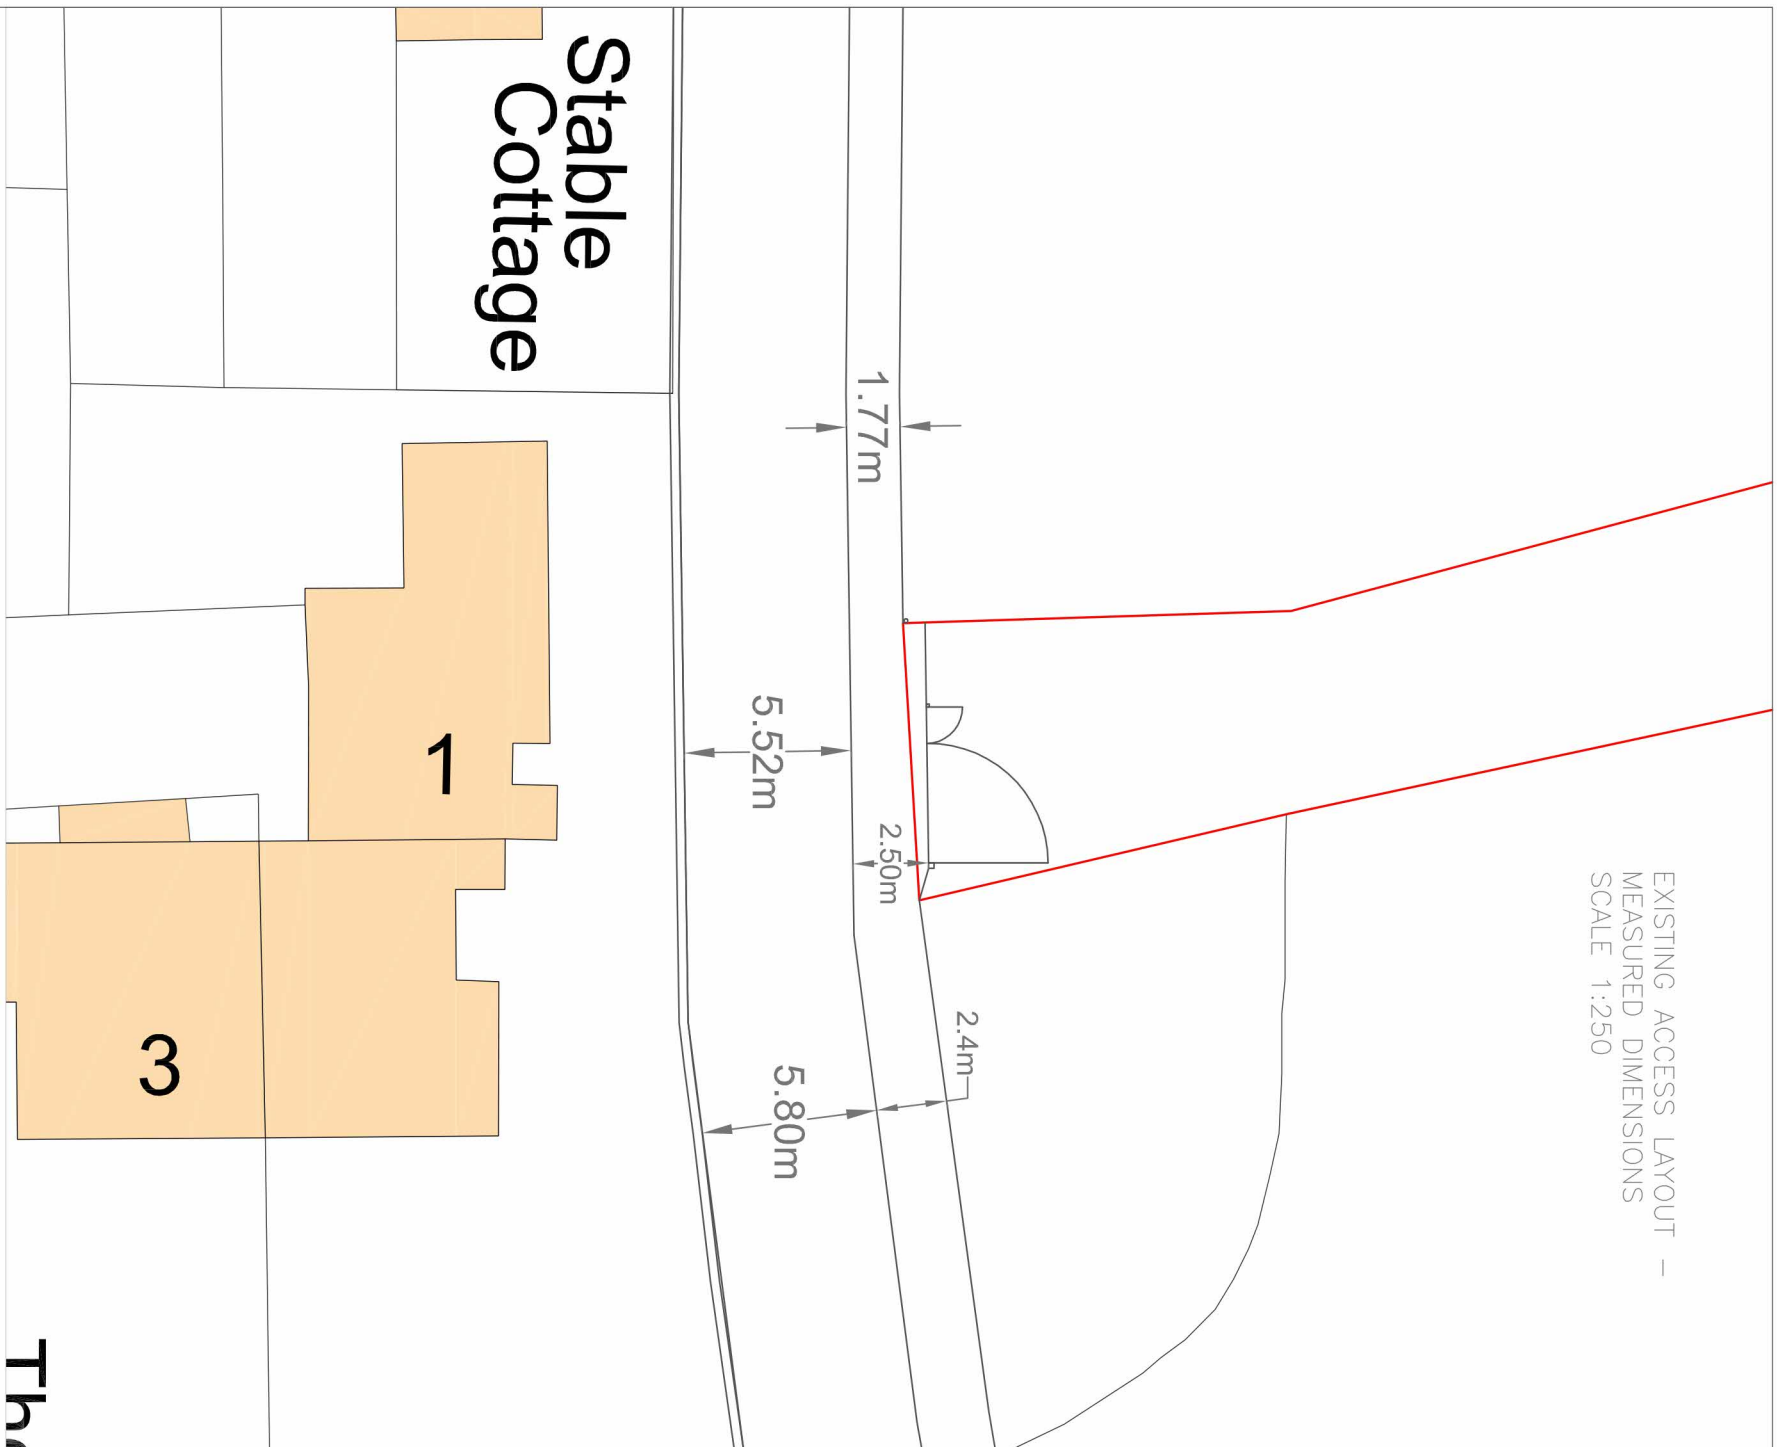 Stable
Cottage
1.77m
5.52m
2.50m
2.4m
5.80m
1
3
EXISTING ACCESS LAYOUT –
MEASURED DIMENSIONS
SCALE 1:250
The